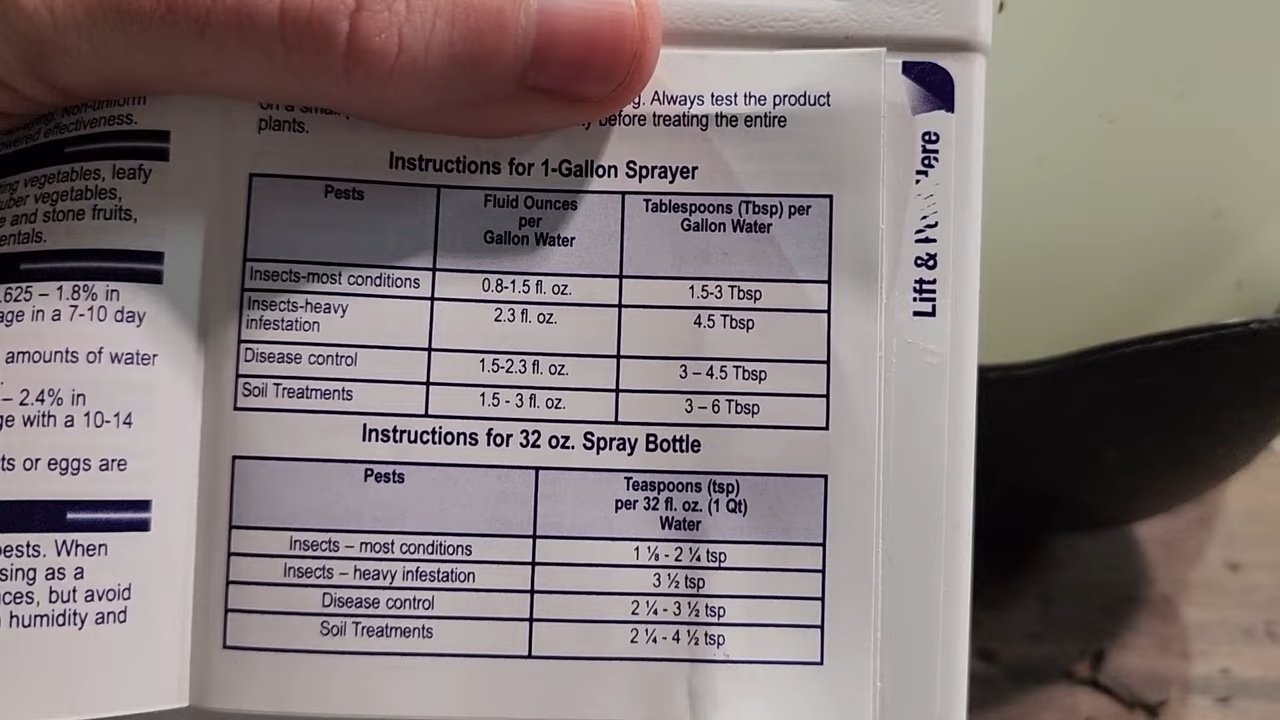 Non-uniform
effectiveness.
vegetables, leafy
vegetables,
and stone fruits,
.625 – 1.8% in
in a 7-10 day
amounts of water
– 2.4% in
with a 10-14
or eggs are
When
as a
but avoid
humidity and
on a Always test the product
plants. before treating the entire
Instructions for 1-Gallon Sprayer
Pests Fluid Ounces per Gallon Water Tablespoons (Tbsp) per Gallon Water
Insects-most conditions 0.8-1.5 fl. oz. 1.5-3 Tbsp
Insects-heavy infestation 2.3 fl. oz. 4.5 Tbsp
Disease control 1.5-2.3 fl. oz. 3 – 4.5 Tbsp
Soil Treatments 1.5 - 3 fl. oz. 3 – 6 Tbsp
Instructions for 32 oz. Spray Bottle
Pests Teaspoons (tsp) per 32 fl. oz. (1 Qt) Water
Insects – most conditions 1 ⅛ - 2 ¼ tsp
Insects – heavy infestation 3 ½ tsp
Disease control 2 ¼ - 3 ½ tsp
Soil Treatments 2 ¼ - 4 ½ tsp
Lift &